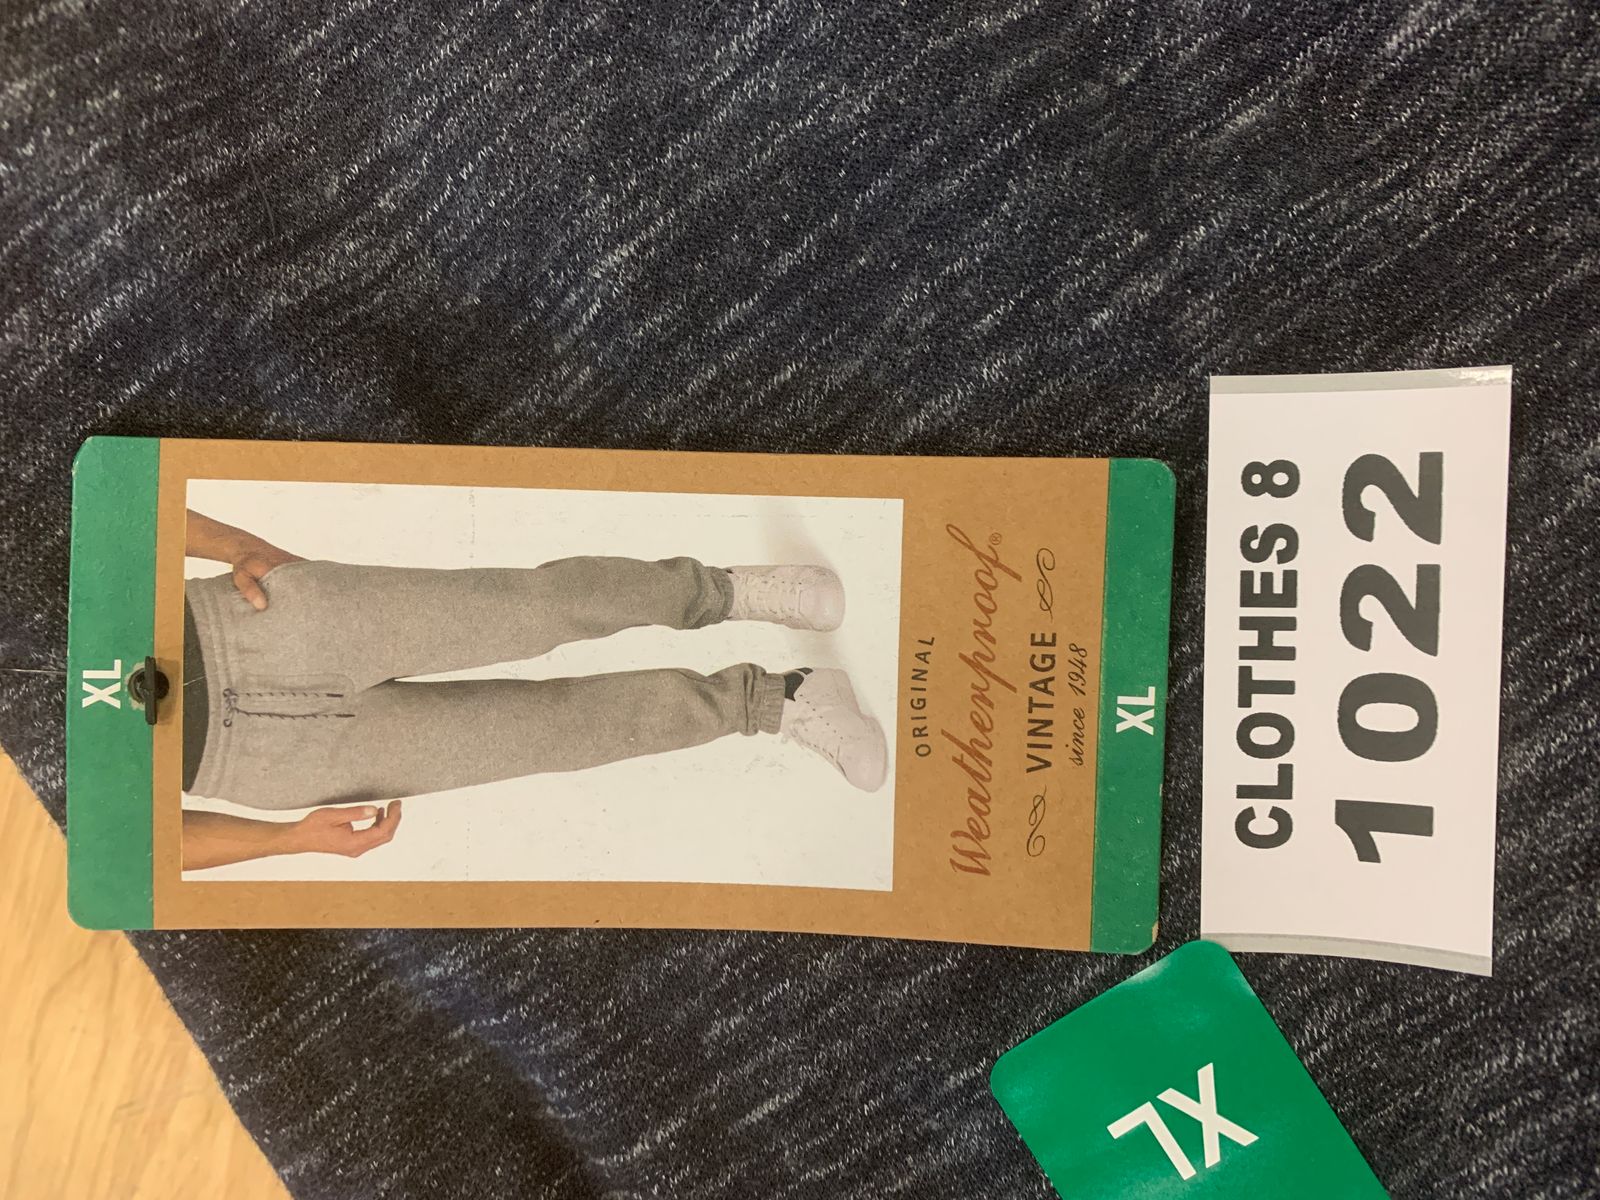 XL
ORIGINAL
Weatherproof®
VINTAGE
since 1948
XL
CLOTHES 8
1022
XL